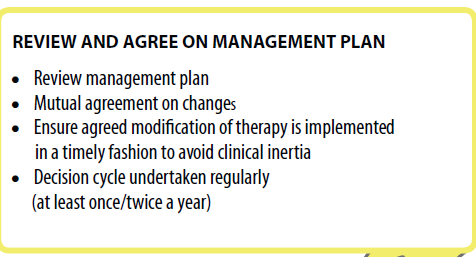 REVIEW AND AGREE ON MANAGEMENT PLAN
• Review management plan
• Mutual agreement on changes
• Ensure agreed modification of therapy is implemented
in a timely fashion to avoid clinical inertia
• Decision cycle undertaken regularly
(at least once/twice a year)